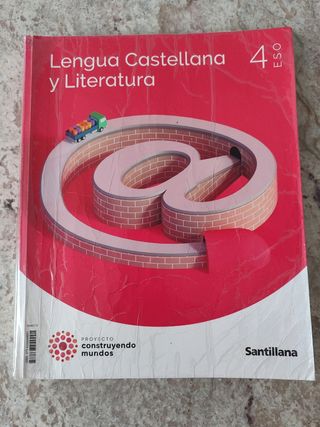 Lengua Castellana
y Literatura
4
ESO
@
PROYECTO
construyendo
mundos
Santillana